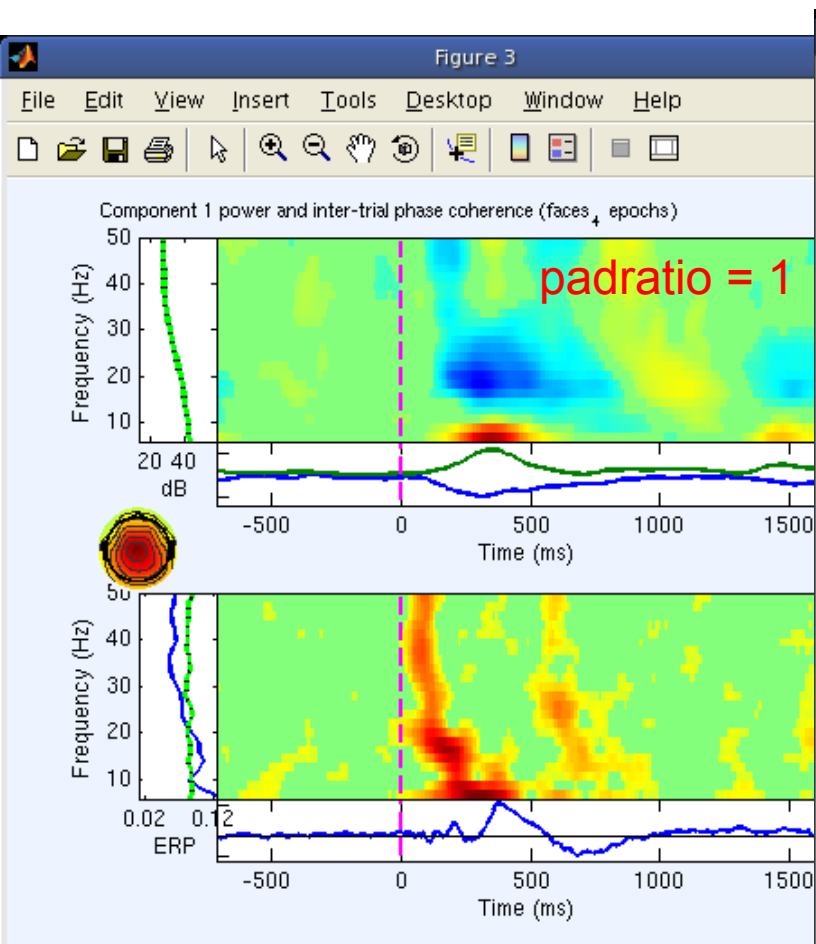 Figure 3
File Edit View Insert Tools Desktop Window Help
Component 1 power and inter-trial phase coherence (faces_4 epochs)
padratio = 1
50
40
30
20
10
Frequency (Hz)
20 40
dB
-500 0 500 1000 1500
Time (ms)
50
40
30
20
10
Frequency (Hz)
0.02 0.12
ERP
-500 0 500 1000 1500
Time (ms)